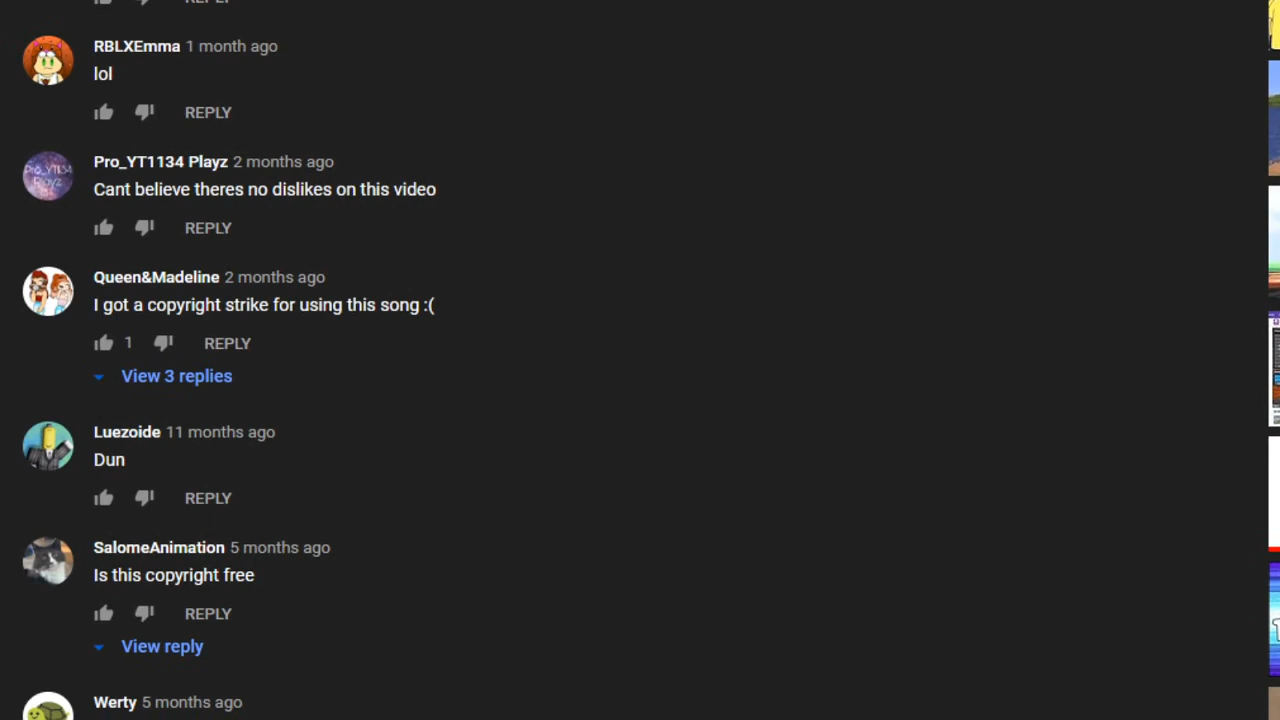 REPLY
RBLXEmma 1 month ago
lol
REPLY
Pro_YT1134 Playz 2 months ago
Cant believe theres no dislikes on this video
REPLY
Queen&Madeline 2 months ago
I got a copyright strike for using this song :(
1 REPLY
View 3 replies
Luezoide 11 months ago
Dun
REPLY
SalomeAnimation 5 months ago
Is this copyright free
REPLY
View reply
Werty 5 months ago